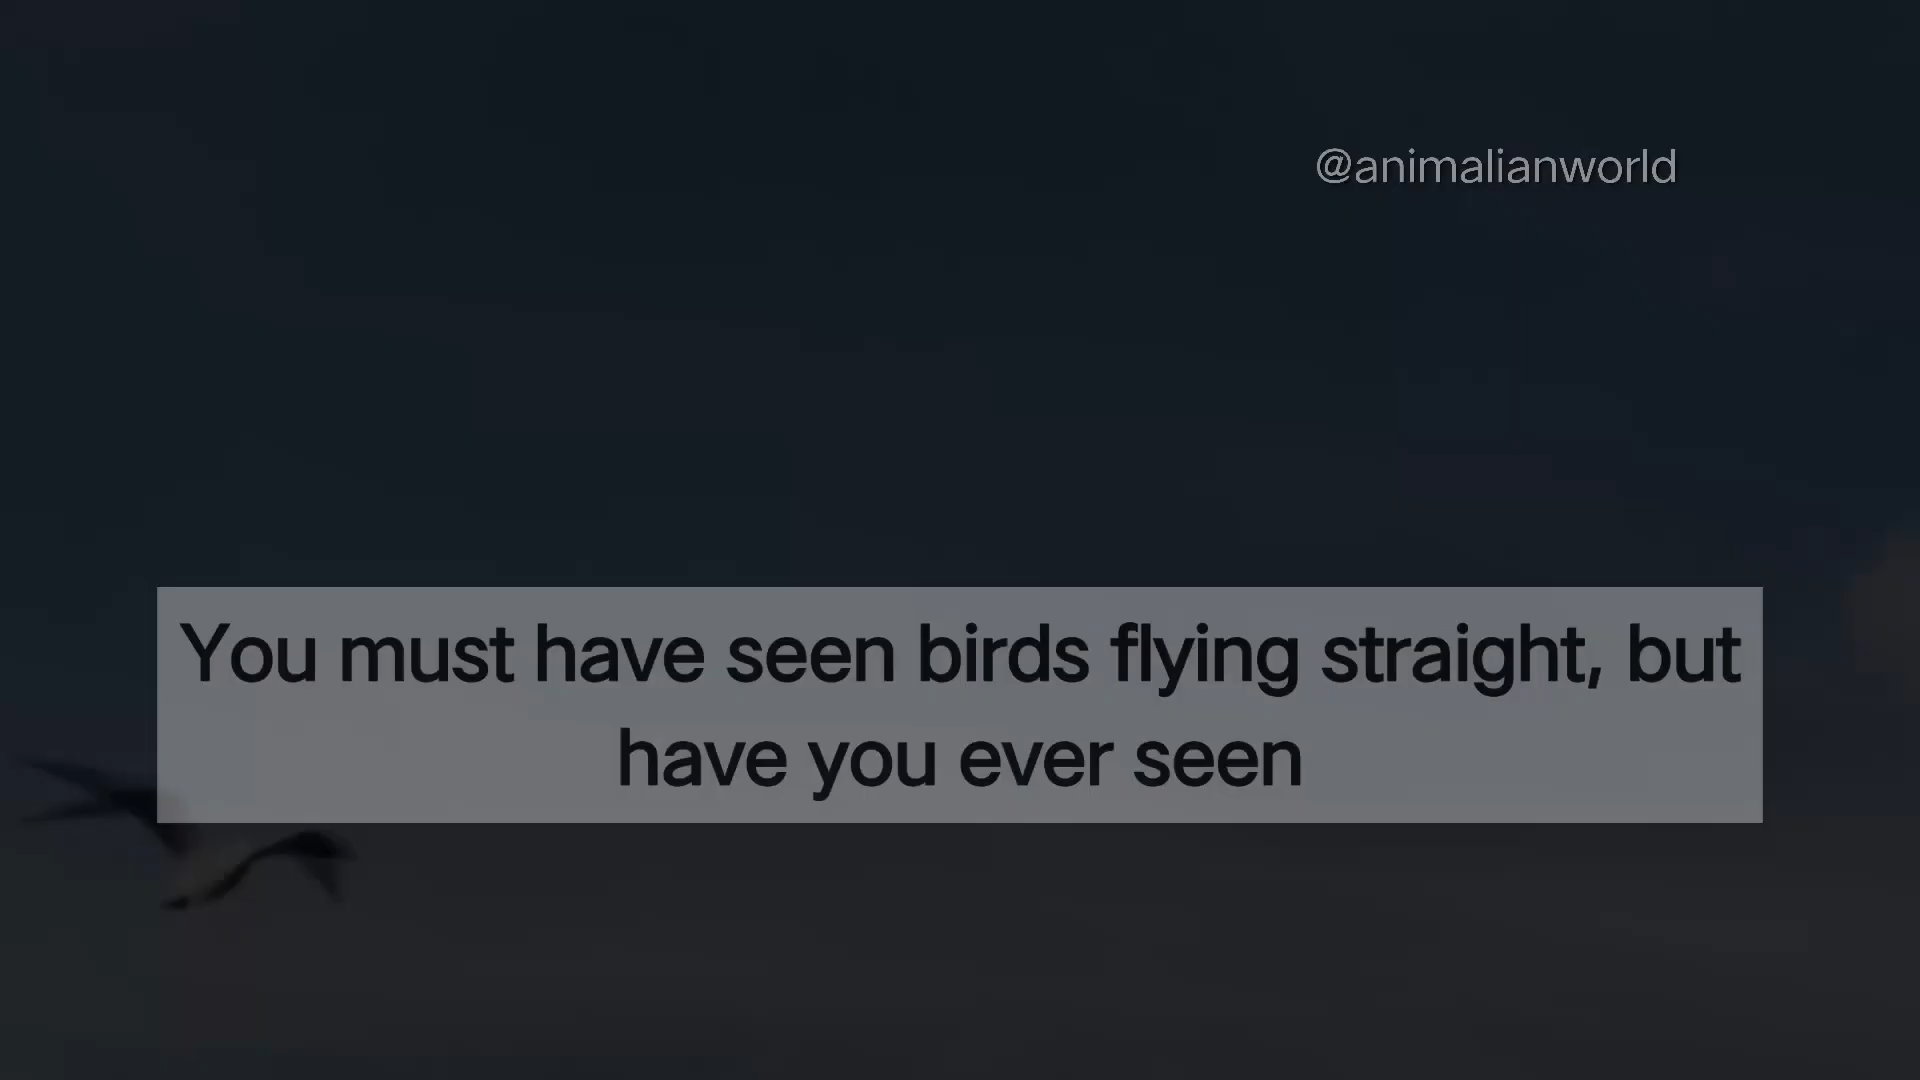 @animalianworld
You must have seen birds flying straight, but
have you ever seen